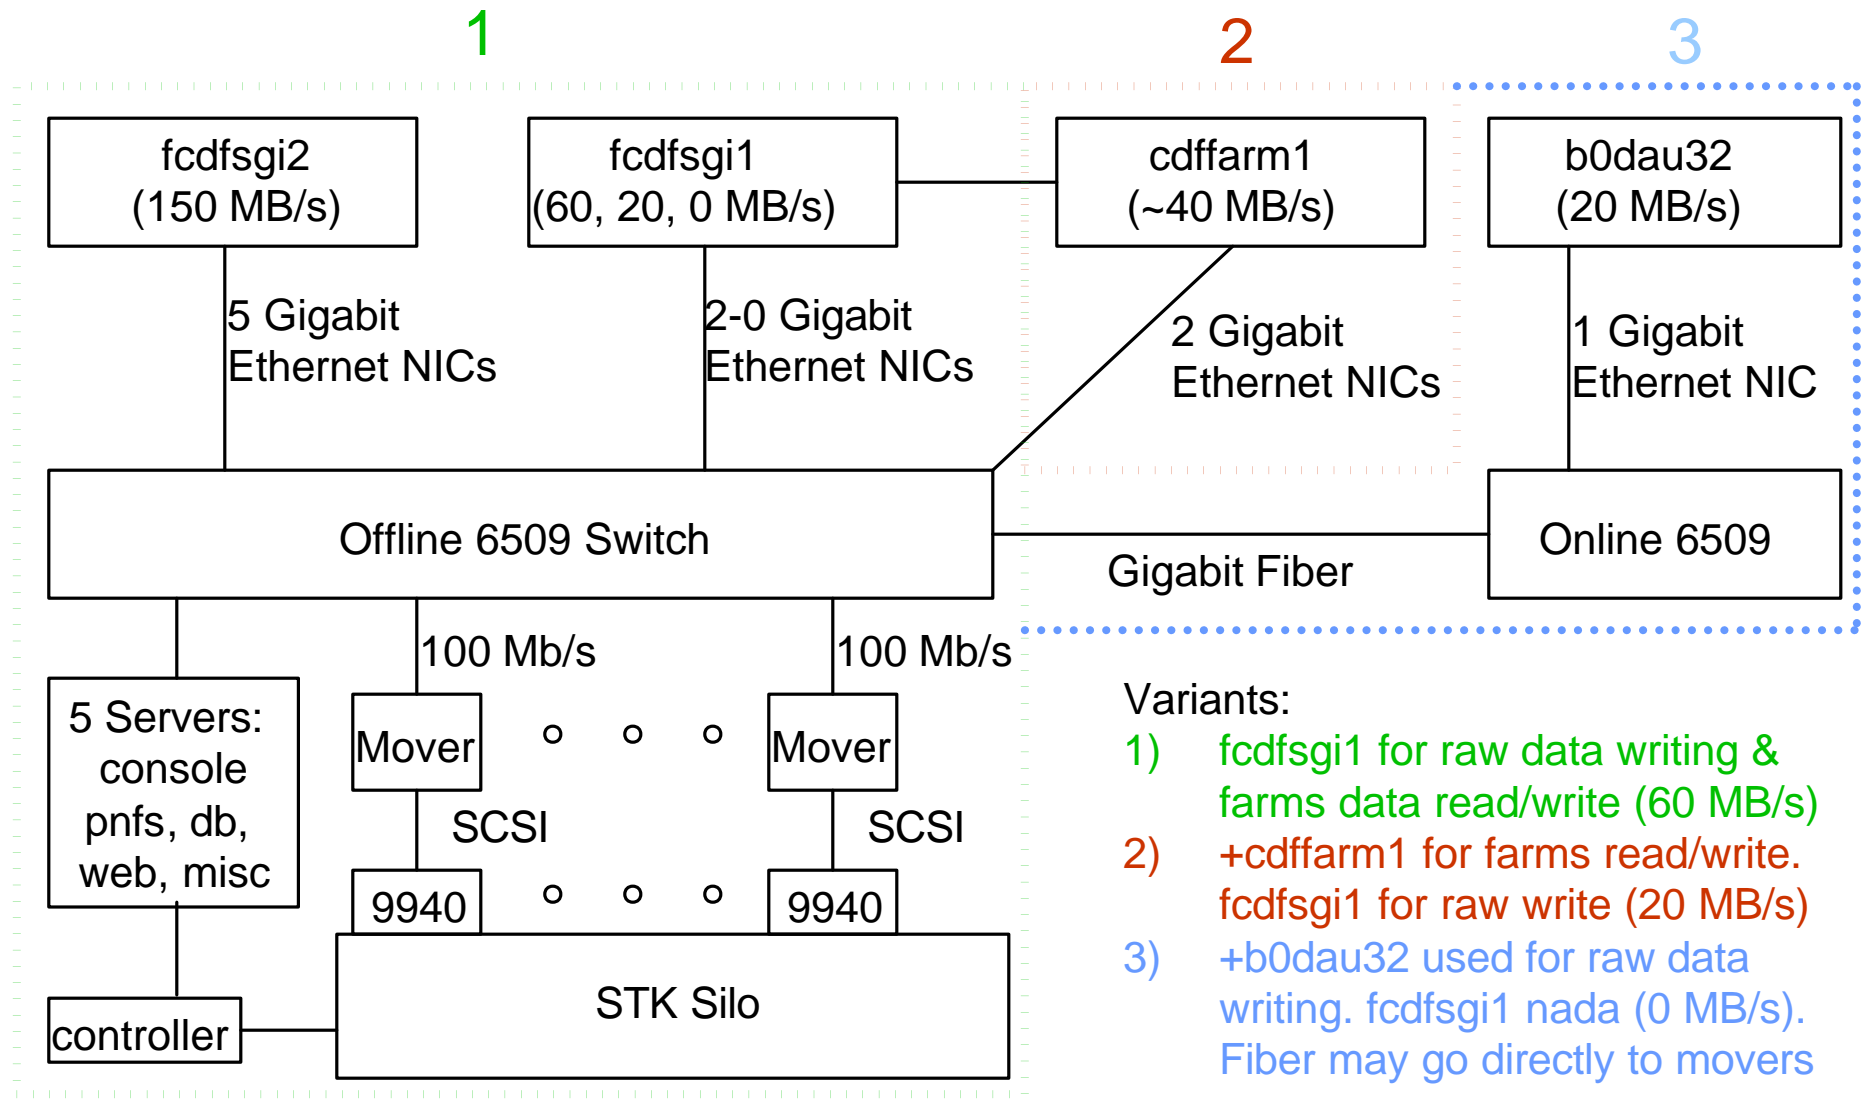 1
2
3
fcdfsgi2
(150 MB/s)
fcdfsgi1
(60, 20, 0 MB/s)
cdffarm1
(~40 MB/s)
b0dau32
(20 MB/s)
5 Gigabit
Ethernet NICs
2-0 Gigabit
Ethernet NICs
2 Gigabit
Ethernet NICs
1 Gigabit
Ethernet NIC
Offline 6509 Switch
Gigabit Fiber
Online 6509
100 Mb/s
100 Mb/s
5 Servers:
console
pnfs, db,
web, misc
Mover
Mover
SCSI
SCSI
9940
9940
STK Silo
controller
Variants:
1) fcdfsgi1 for raw data writing &
farms data read/write (60 MB/s)
2) +cdffarm1 for farms read/write.
fcdfsgi1 for raw write (20 MB/s)
3) +b0dau32 used for raw data
writing. fcdfsgi1 nada (0 MB/s).
Fiber may go directly to movers